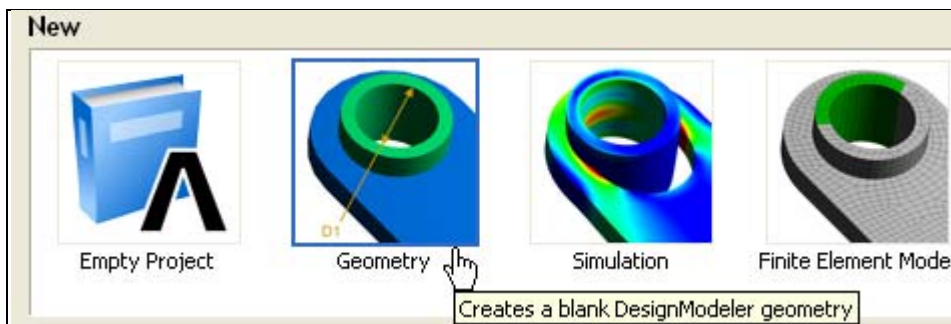 New
D1
Empty Project
Geometry
Simulation
Finite Element Mode
Creates a blank DesignModeler geometry